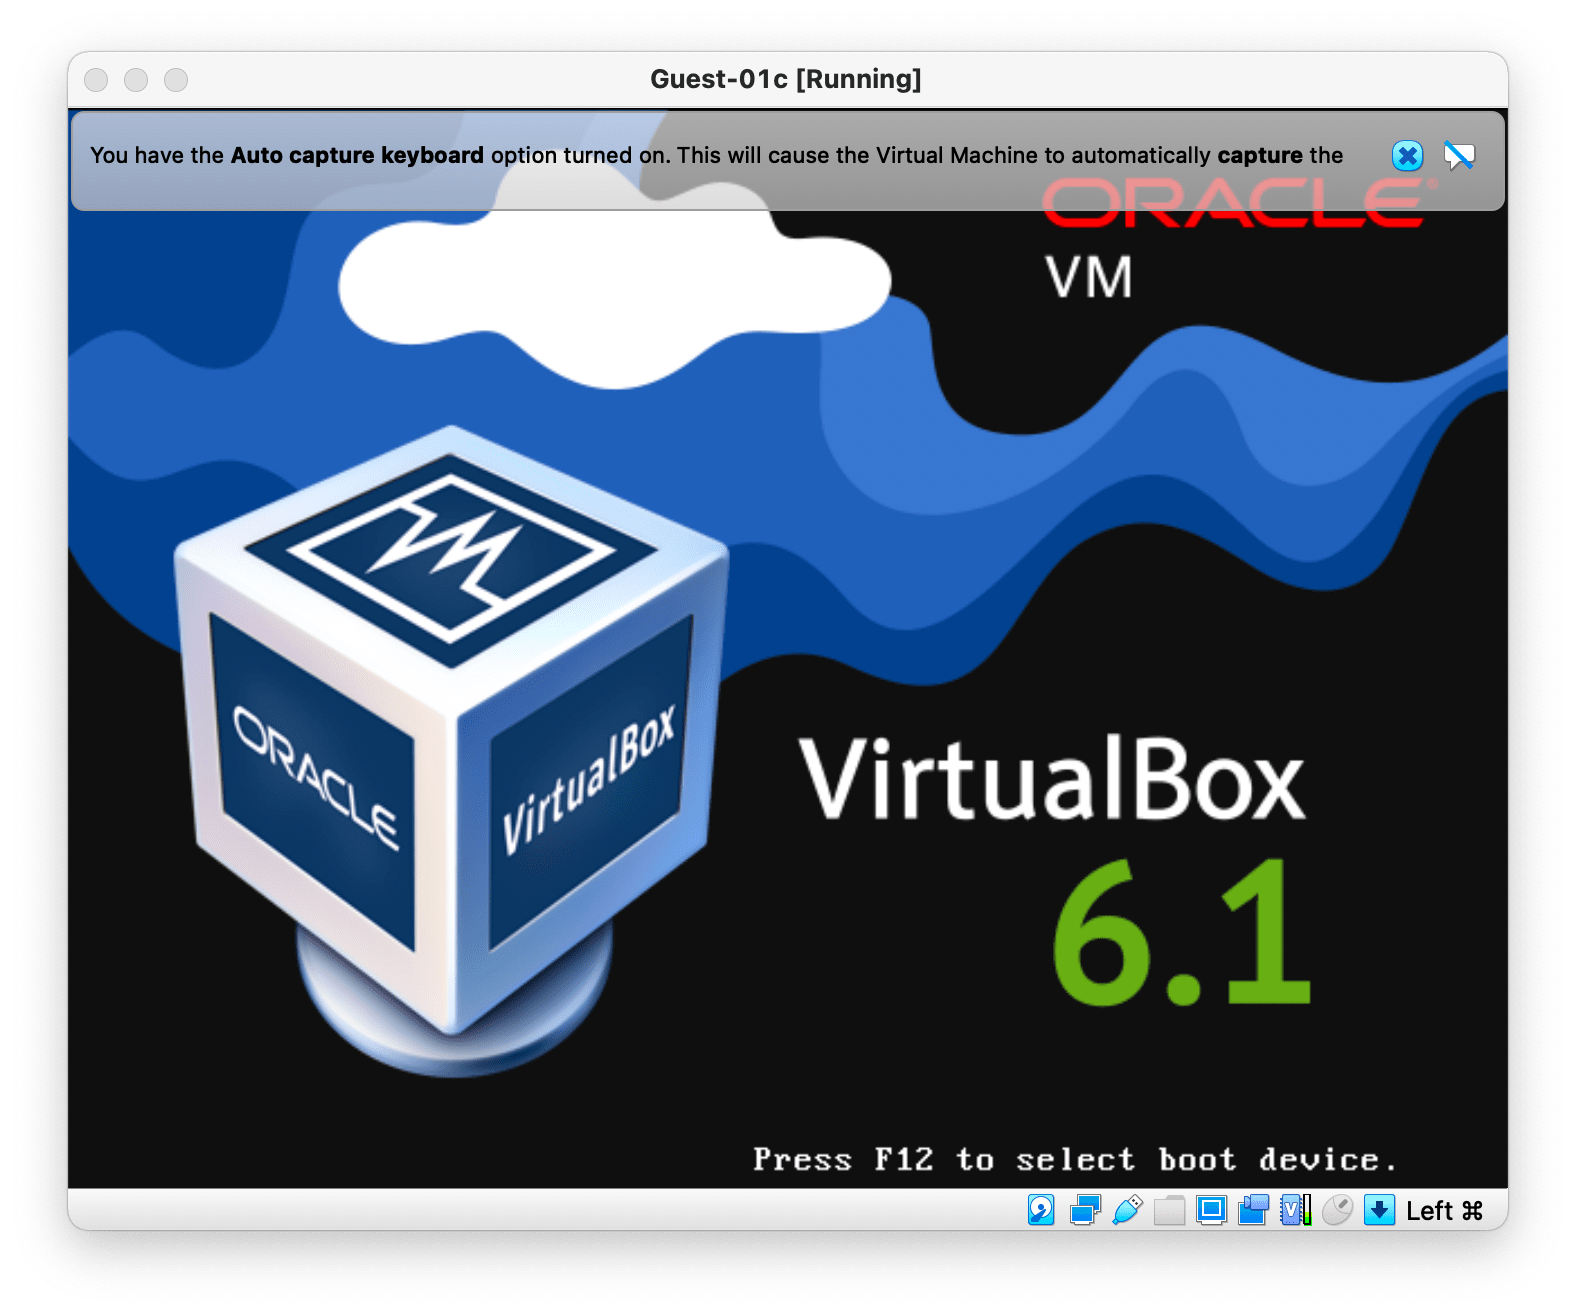 Guest-01c [Running]
You have the Auto capture keyboard option turned on. This will cause the Virtual Machine to automatically capture the
ORACLE®
VM
ORACLE
VirtualBox
VirtualBox
6.1
Press F12 to select boot device.
V
Left ⌘